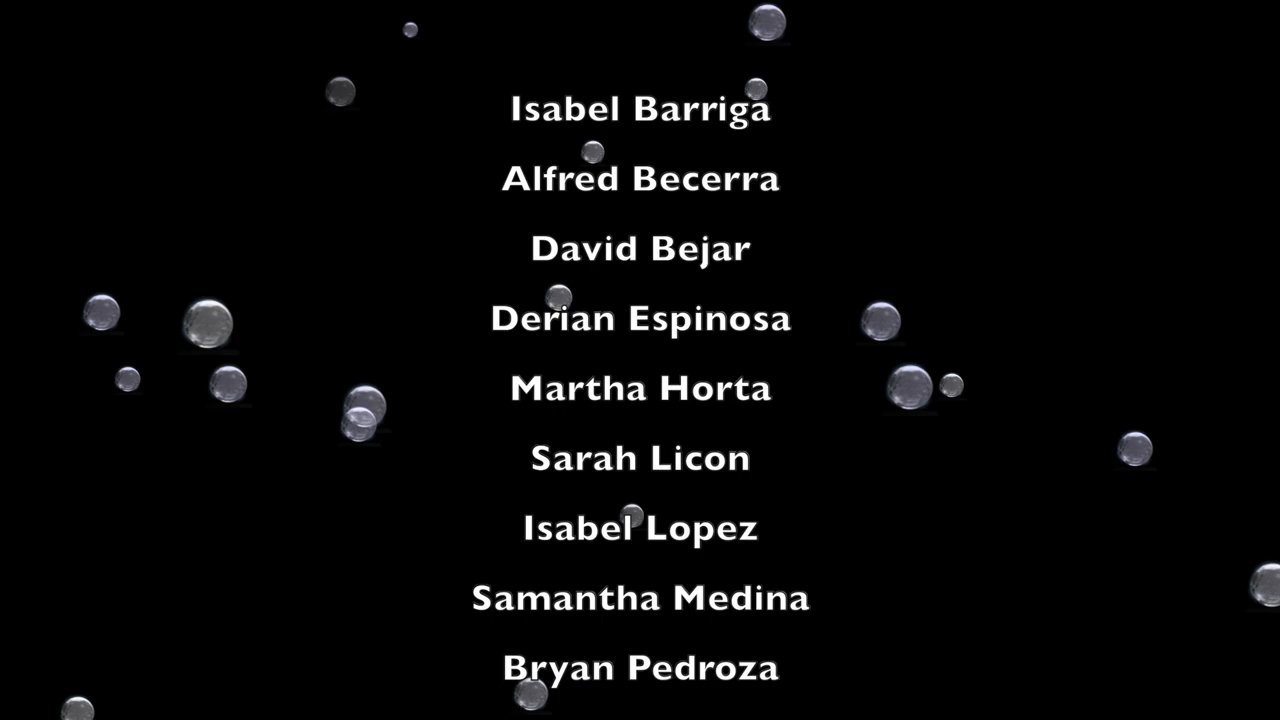 Isabel Barriga
Alfred Becerra
David Bejar
Derian Espinosa
Martha Horta
Sarah Licon
Isabel Lopez
Samantha Medina
Bryan Pedroza